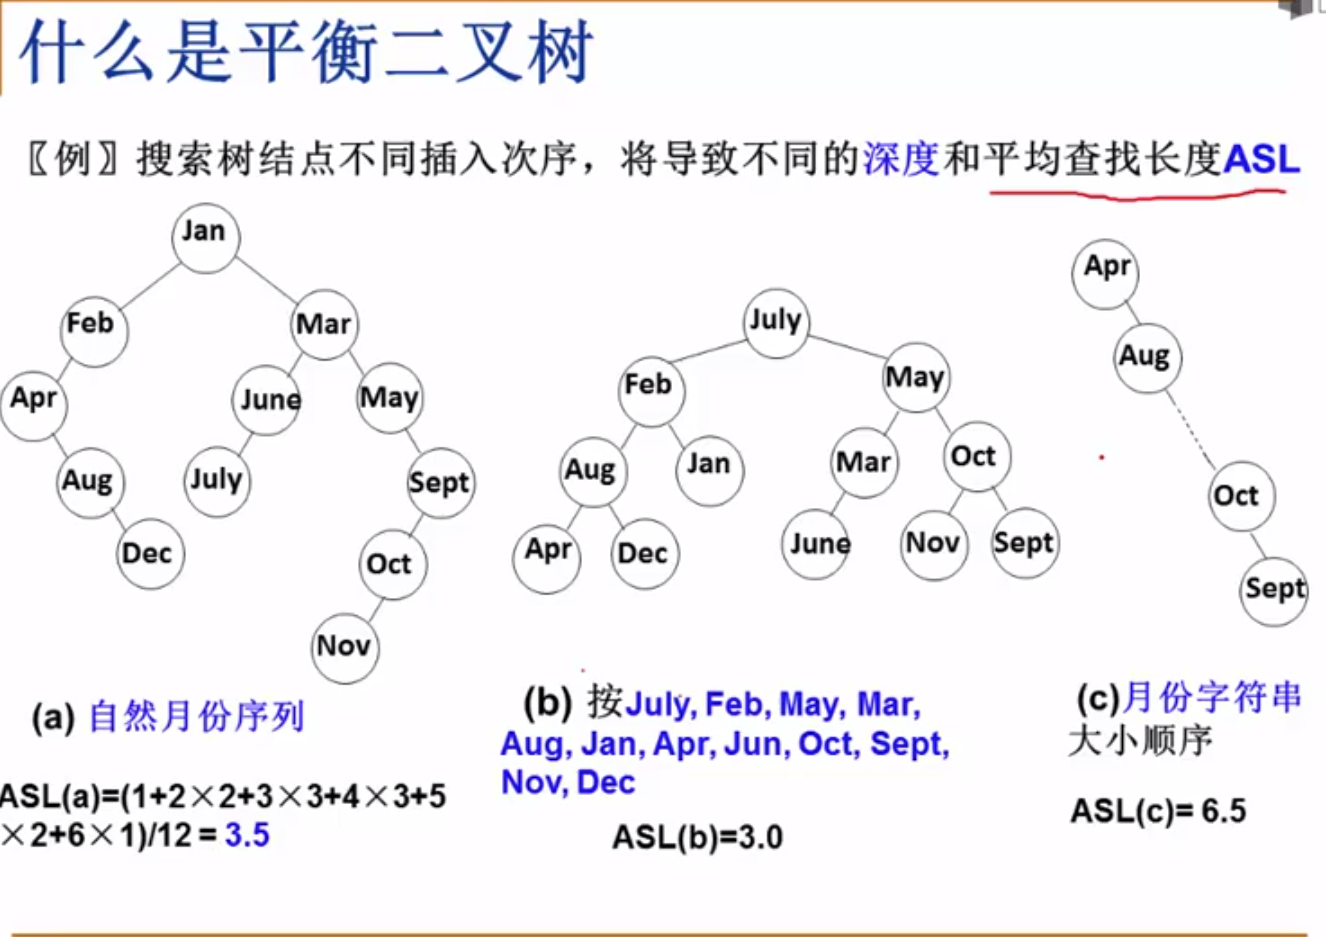 什么是平衡二叉树
〖例〗搜索树结点不同插入次序，将导致不同的深度和平均查找长度ASL
Jan
Feb
Mar
Apr
June
May
Aug
July
Sept
Dec
Oct
Nov
July
Feb
May
Aug
Jan
Mar
Oct
Apr
Dec
June
Nov
Sept
Apr
Aug
Oct
Sept
(a) 自然月份序列
ASL(a)=(1+2×2+3×3+4×3+5
×2+6×1)/12 = 3.5
(b) 按July, Feb, May, Mar,
Aug, Jan, Apr, Jun, Oct, Sept,
Nov, Dec
ASL(b)=3.0
(c)月份字符串
大小顺序
ASL(c)= 6.5